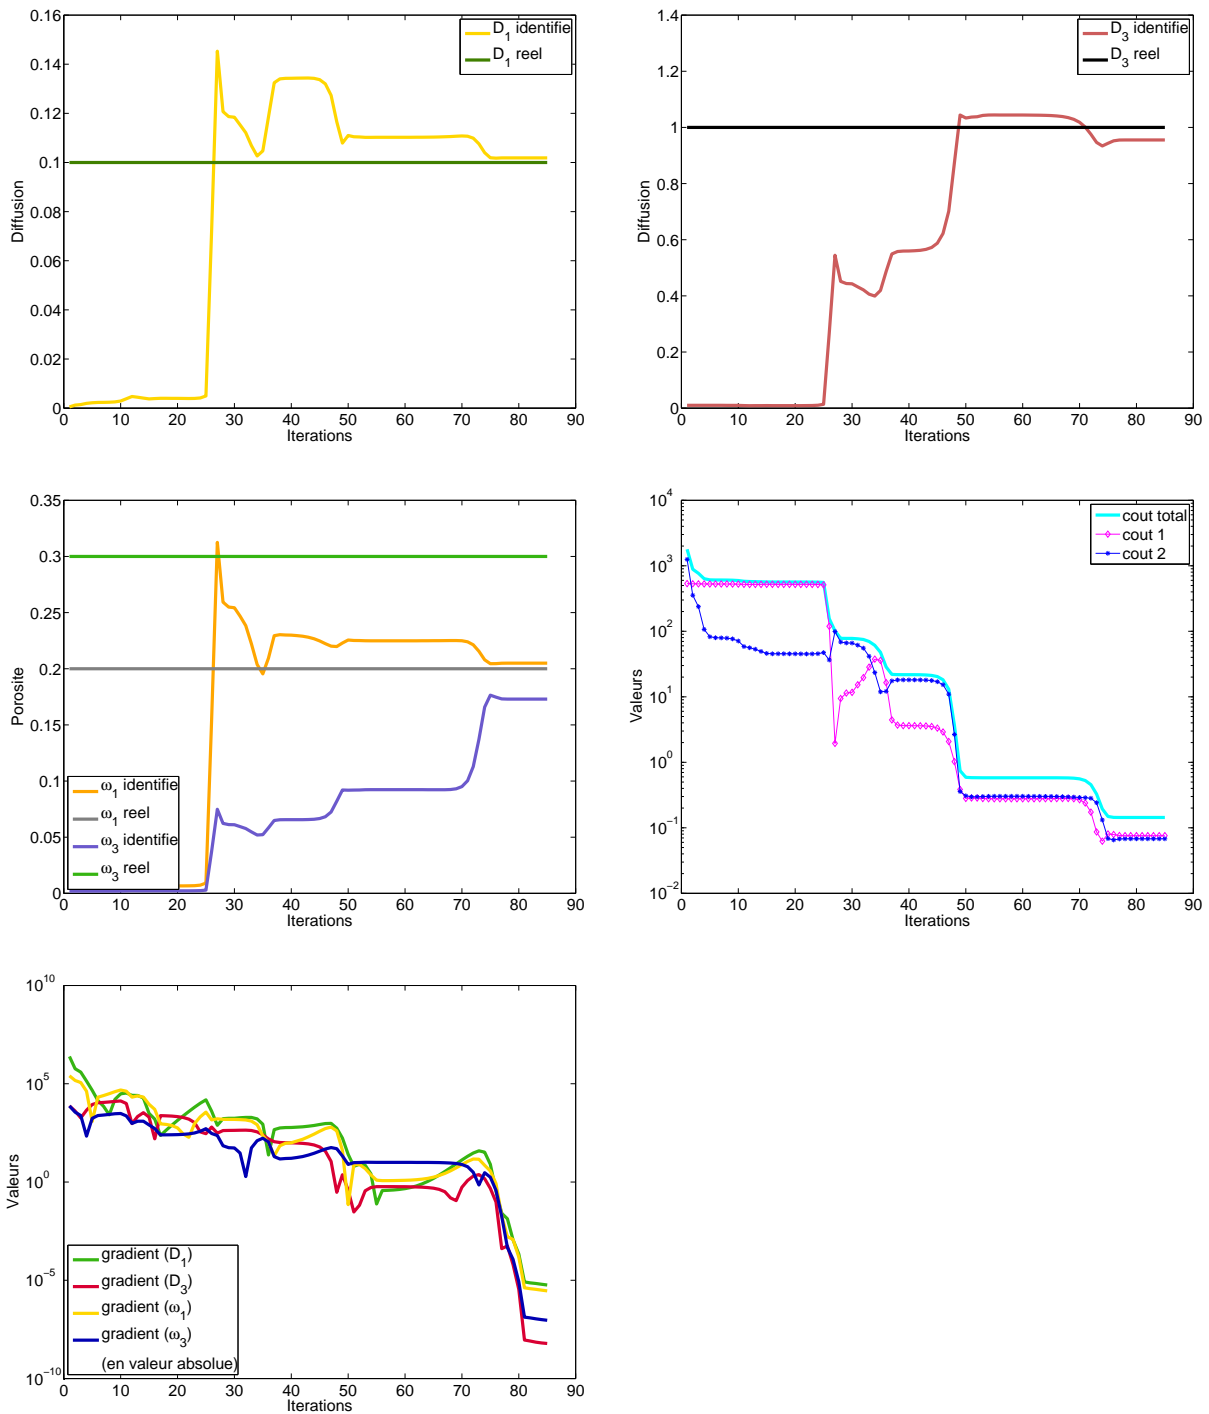 0.16
0.14
0.12
0.1
0.08
0.06
0.04
0.02
0
Diffusion
D1 identifie
D1 reel
0 10 20 30 40 50 60 70 80 90
Iterations
1.4
1.2
1
0.8
0.6
0.4
0.2
0
Diffusion
D3 identifie
D3 reel
0 10 20 30 40 50 60 70 80 90
Iterations
0.35
0.3
0.25
0.2
0.15
0.1
0.05
0
Porosite
ω1 identifie
ω1 reel
ω3 identifie
ω3 reel
0 10 20 30 40 50 60 70 80 90
Iterations
10^4
10^3
10^2
10^1
10^0
10^−1
10^−2
Valeurs
cout total
cout 1
cout 2
0 10 20 30 40 50 60 70 80 90
Iterations
10^10
10^5
10^0
10^−5
10^−10
Valeurs
gradient (D1)
gradient (D3)
gradient (ω1)
gradient (ω3)
(en valeur absolue)
0 10 20 30 40 50 60 70 80 90
Iterations